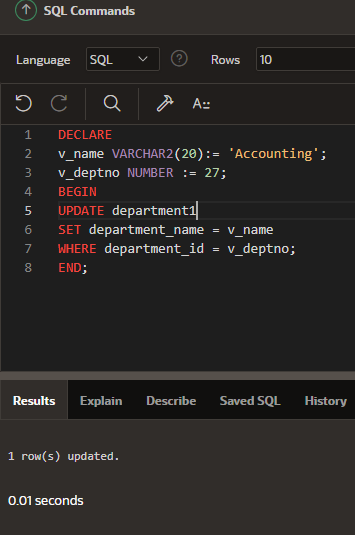 SQL Commands
Language SQL Rows 10
A::
1 DECLARE
2 v_name VARCHAR2(20):= 'Accounting';
3 v_deptno NUMBER := 27;
4 BEGIN
5 UPDATE department1
6 SET department_name = v_name
7 WHERE department_id = v_deptno;
8 END;
Results Explain Describe Saved SQL History
1 row(s) updated.
0.01 seconds